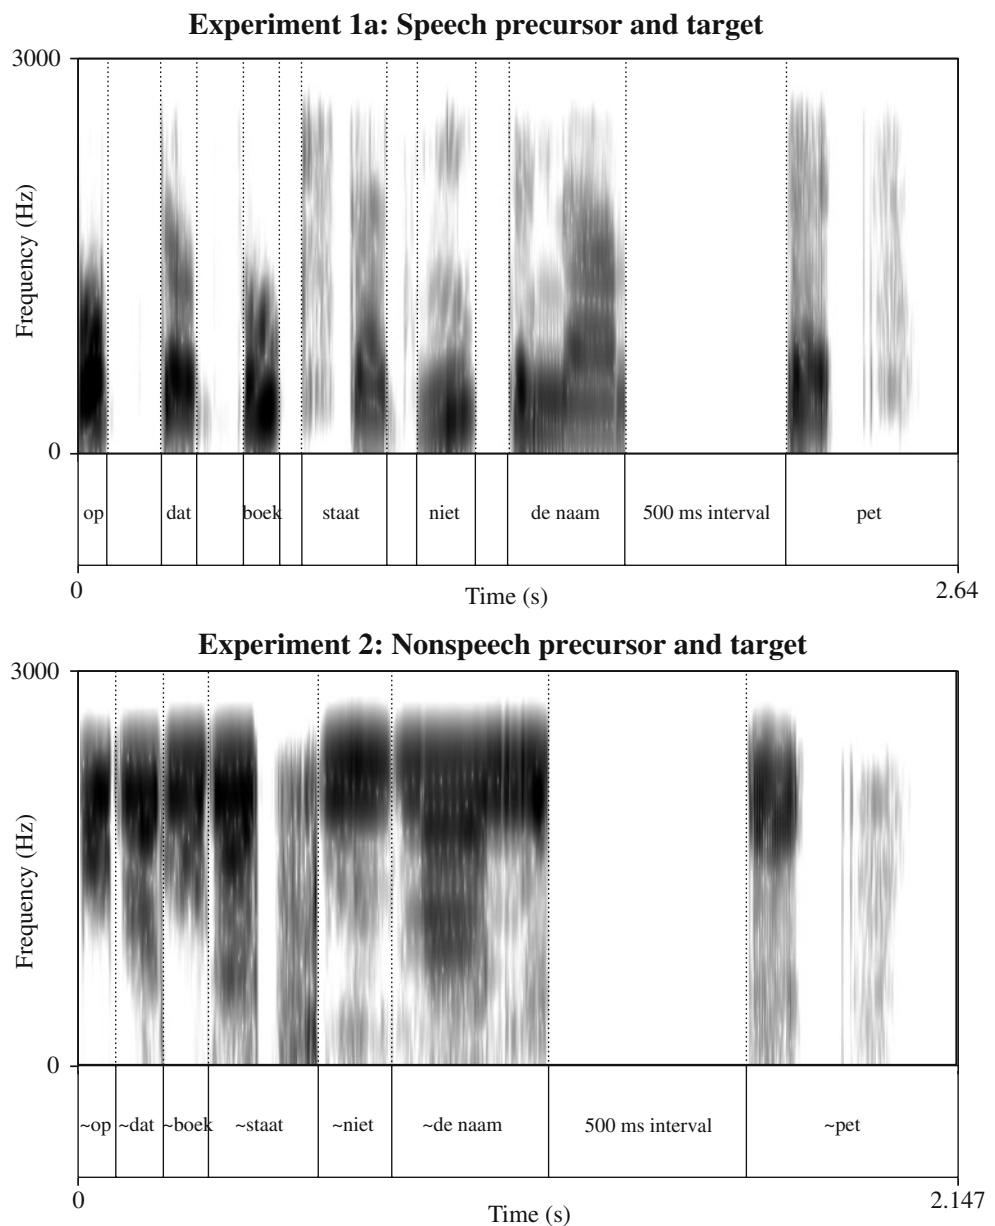 Experiment 1a: Speech precursor and target
3000
Frequency (Hz)
0
op dat boek staat niet de naam 500 ms interval pet
0 Time (s) 2.64
Experiment 2: Nonspeech precursor and target
3000
Frequency (Hz)
0
~op ~dat ~boek ~staat ~niet ~de naam 500 ms interval ~pet
0 Time (s) 2.147